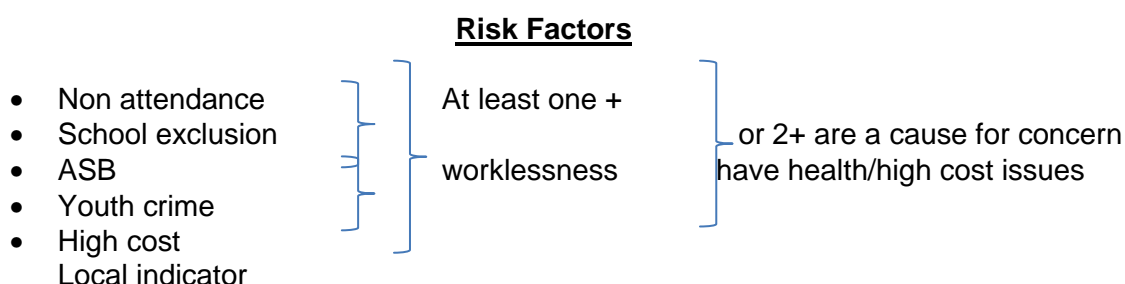 Risk Factors
• Non attendance At least one +
• School exclusion or 2+ are a cause for concern
• ASB worklessness have health/high cost issues
• Youth crime
• High cost
Local indicator